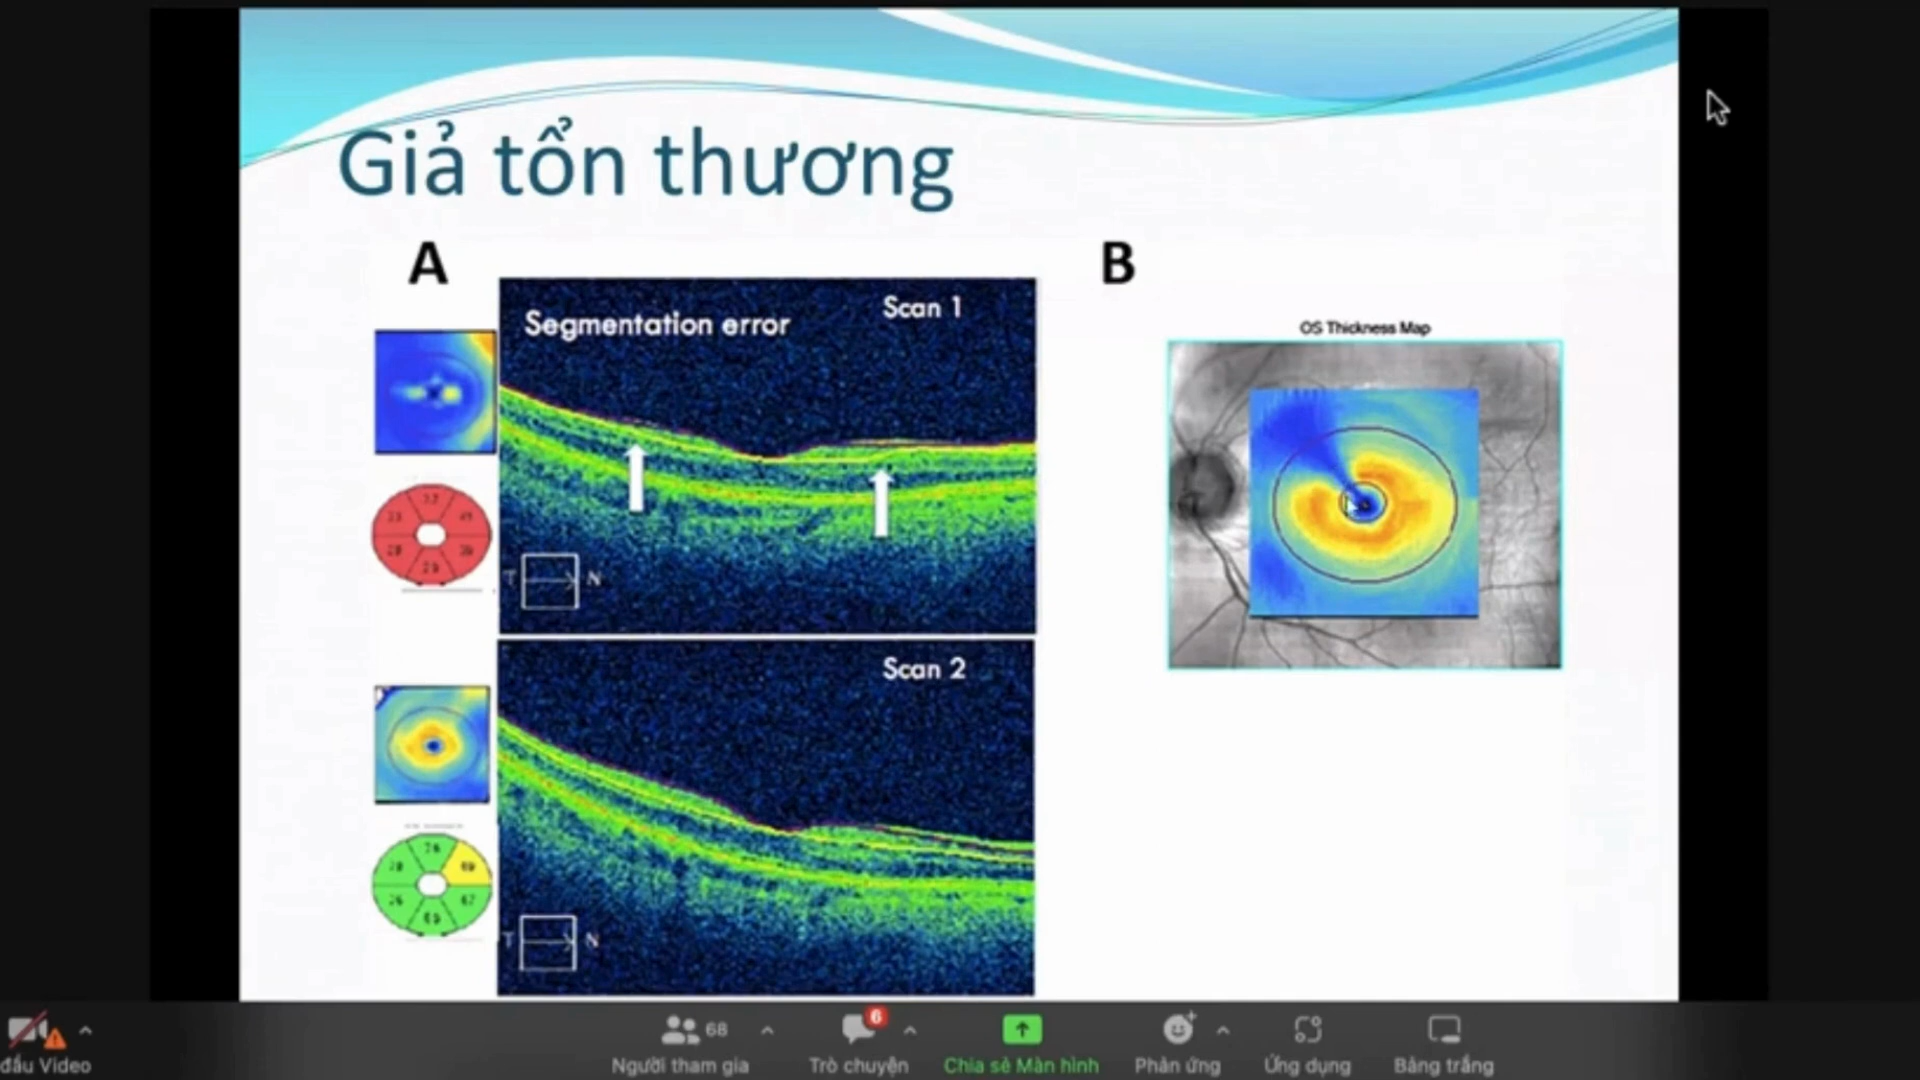 Giả tổn thương
A
B
Segmentation error
Scan 1
OS Thickness Map
T
N
Scan 2
T
N
đầu Video
68
Người tham gia
6
Trò chuyện
Chia sẻ Màn hình
Phản ứng
Ứng dụng
Bảng trắng